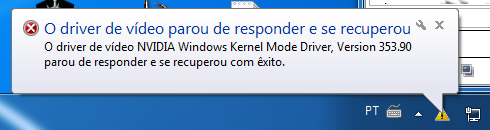 O driver de vídeo parou de responder e se recuperou
O driver de vídeo NVIDIA Windows Kernel Mode Driver, Version 353.90
parou de responder e se recuperou com êxito.
PT